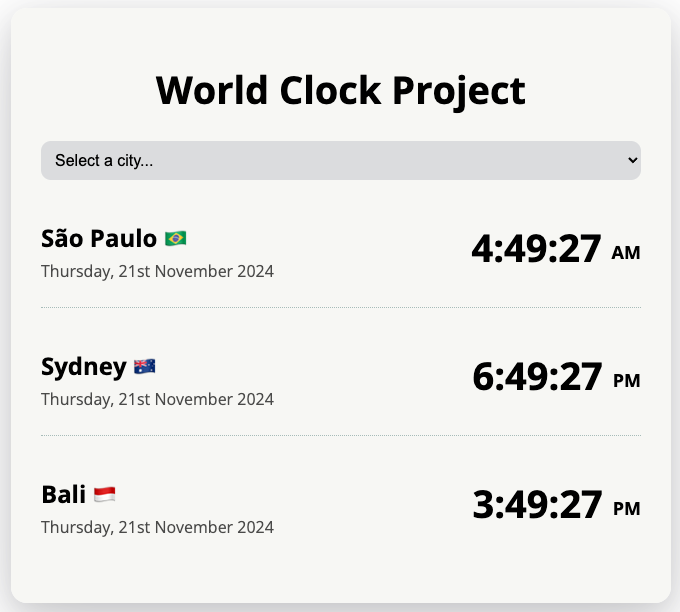 World Clock Project
Select a city...
São Paulo 🇧🇷
4:49:27 AM
Thursday, 21st November 2024
Sydney 🇦🇺
6:49:27 PM
Thursday, 21st November 2024
Bali 🇮🇩
3:49:27 PM
Thursday, 21st November 2024